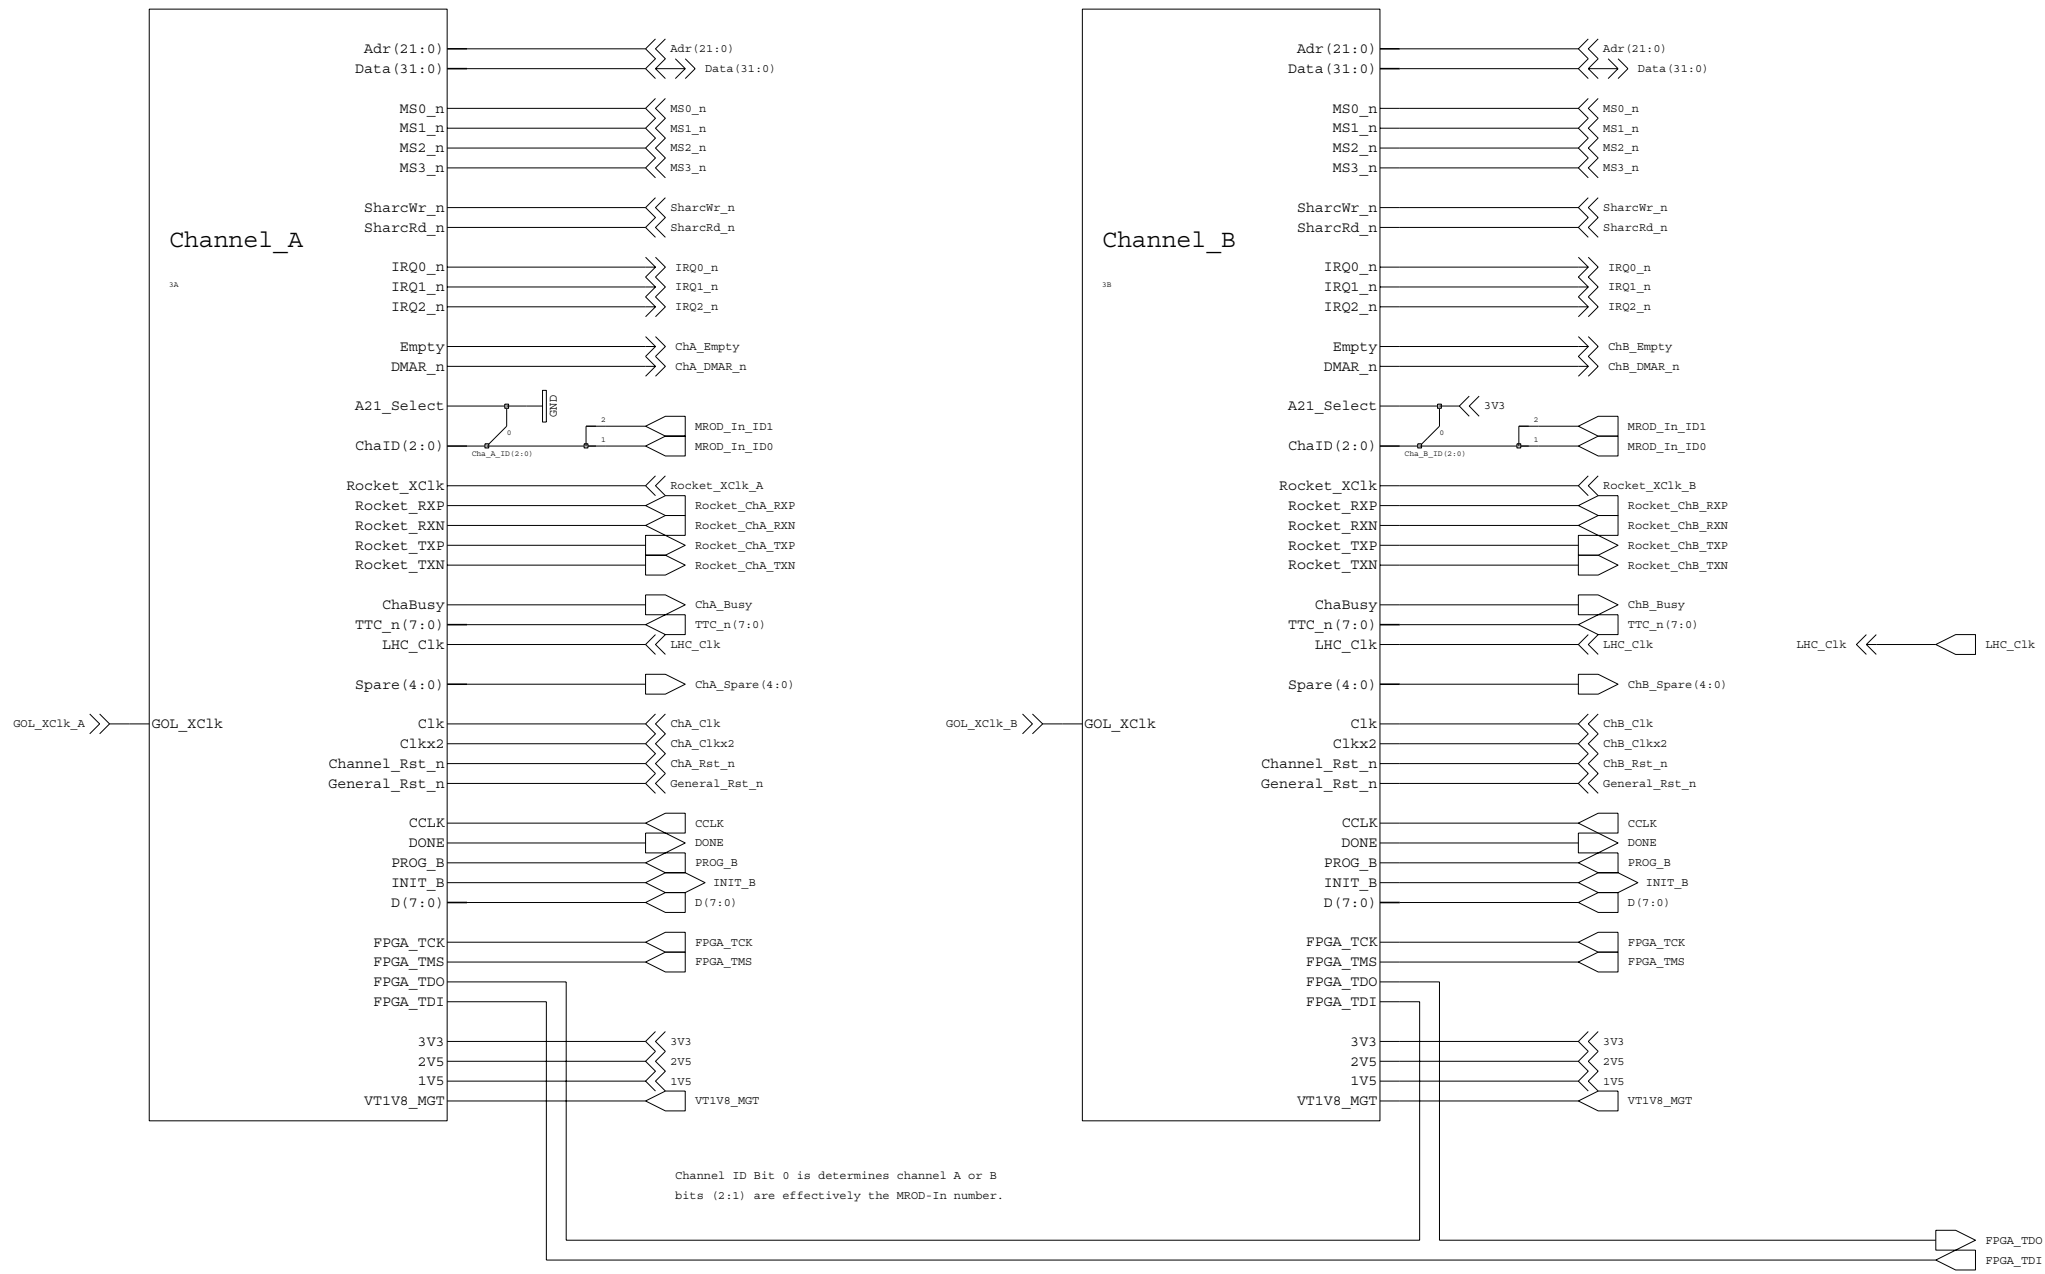 Channel_A
3A
GOL_XClk_A GOL_XClk
Adr(21:0) Adr(21:0)
Data(31:0) Data(31:0)
MS0_n MS0_n
MS1_n MS1_n
MS2_n MS2_n
MS3_n MS3_n
SharcWr_n SharcWr_n
SharcRd_n SharcRd_n
IRQ0_n IRQ0_n
IRQ1_n IRQ1_n
IRQ2_n IRQ2_n
Empty ChA_Empty
DMAR_n ChA_DMAR_n
A21_Select GND
0
2 MROD_In_ID1
ChaID(2:0) 1 MROD_In_ID0
Cha_A_ID(2:0)
Rocket_XClk Rocket_XClk_A
Rocket_RXP Rocket_ChA_RXP
Rocket_RXN Rocket_ChA_RXN
Rocket_TXP Rocket_ChA_TXP
Rocket_TXN Rocket_ChA_TXN
ChaBusy ChA_Busy
TTC_n(7:0) TTC_n(7:0)
LHC_Clk LHC_Clk
Spare(4:0) ChA_Spare(4:0)
Clk ChA_Clk
Clkx2 ChA_Clkx2
Channel_Rst_n ChA_Rst_n
General_Rst_n General_Rst_n
CCLK CCLK
DONE DONE
PROG_B PROG_B
INIT_B INIT_B
D(7:0) D(7:0)
FPGA_TCK FPGA_TCK
FPGA_TMS FPGA_TMS
FPGA_TDO
FPGA_TDI
3V3 3V3
2V5 2V5
1V5 1V5
VT1V8_MGT VT1V8_MGT
Channel_B
3B
GOL_XClk_B GOL_XClk
Adr(21:0) Adr(21:0)
Data(31:0) Data(31:0)
MS0_n MS0_n
MS1_n MS1_n
MS2_n MS2_n
MS3_n MS3_n
SharcWr_n SharcWr_n
SharcRd_n SharcRd_n
IRQ0_n IRQ0_n
IRQ1_n IRQ1_n
IRQ2_n IRQ2_n
Empty ChB_Empty
DMAR_n ChB_DMAR_n
A21_Select 3V3
0
2 MROD_In_ID1
ChaID(2:0) 1 MROD_In_ID0
Cha_B_ID(2:0)
Rocket_XClk Rocket_XClk_B
Rocket_RXP Rocket_ChB_RXP
Rocket_RXN Rocket_ChB_RXN
Rocket_TXP Rocket_ChB_TXP
Rocket_TXN Rocket_ChB_TXN
ChaBusy ChB_Busy
TTC_n(7:0) TTC_n(7:0)
LHC_Clk LHC_Clk
Spare(4:0) ChB_Spare(4:0)
Clk ChB_Clk
Clkx2 ChB_Clkx2
Channel_Rst_n ChB_Rst_n
General_Rst_n General_Rst_n
CCLK CCLK
DONE DONE
PROG_B PROG_B
INIT_B INIT_B
D(7:0) D(7:0)
FPGA_TCK FPGA_TCK
FPGA_TMS FPGA_TMS
FPGA_TDO
FPGA_TDI
3V3 3V3
2V5 2V5
1V5 1V5
VT1V8_MGT VT1V8_MGT
LHC_Clk LHC_Clk
Channel ID Bit 0 is determines channel A or B
bits (2:1) are effectively the MROD-In number.
FPGA_TDO
FPGA_TDI